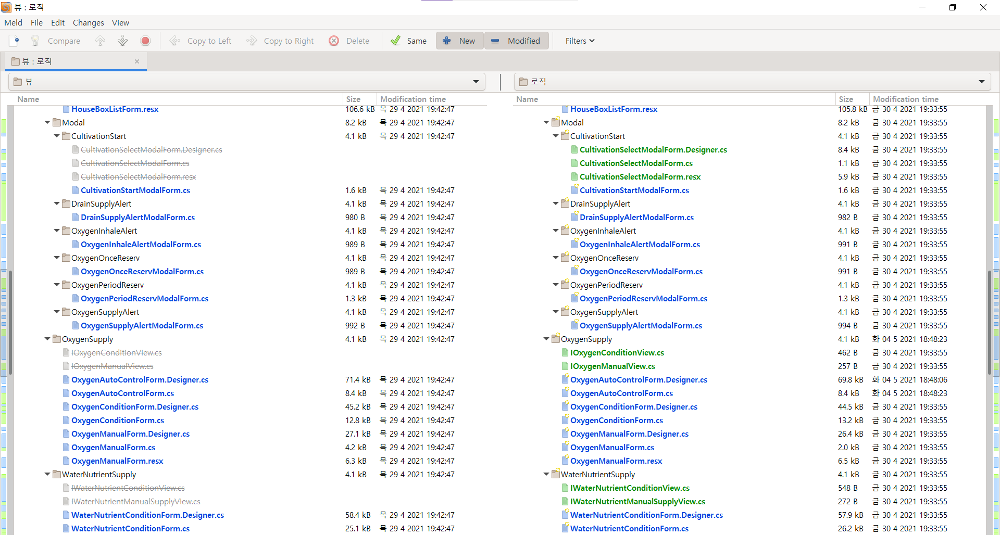 뷰 : 로직
Meld File Edit Changes View
Compare Copy to Left Copy to Right Delete Same New Modified Filters
뷰 : 로직
뷰 로직
Name Size Modification time Name Size Modification time
HouseBoxListForm.resx 106.6 kB 목 29 4 2021 19:42:47 HouseBoxListForm.resx 105.8 kB 금 30 4 2021 19:33:55
Modal 8.2 kB 목 29 4 2021 19:42:47 Modal 8.2 kB 금 30 4 2021 19:33:55
CultivationStart 4.1 kB 목 29 4 2021 19:42:47 CultivationStart 4.1 kB 금 30 4 2021 19:33:55
CultivationSelectModalForm.Designer.cs CultivationSelectModalForm.Designer.cs 8.4 kB 금 30 4 2021 19:33:55
CultivationSelectModalForm.cs CultivationSelectModalForm.cs 1.1 kB 금 30 4 2021 19:33:55
CultivationSelectModalForm.resx CultivationSelectModalForm.resx 5.9 kB 금 30 4 2021 19:33:55
CultivationStartModalForm.cs 1.6 kB 목 29 4 2021 19:42:47 CultivationStartModalForm.cs 1.6 kB 금 30 4 2021 19:33:55
DrainSupplyAlert 4.1 kB 목 29 4 2021 19:42:47 DrainSupplyAlert 4.1 kB 금 30 4 2021 19:33:55
DrainSupplyAlertModalForm.cs 980 B 목 29 4 2021 19:42:47 DrainSupplyAlertModalForm.cs 982 B 금 30 4 2021 19:33:55
OxygenInhaleAlert 4.1 kB 목 29 4 2021 19:42:47 OxygenInhaleAlert 4.1 kB 금 30 4 2021 19:33:55
OxygenInhaleAlertModalForm.cs 989 B 목 29 4 2021 19:42:47 OxygenInhaleAlertModalForm.cs 991 B 금 30 4 2021 19:33:55
OxygenOnceReserv 4.1 kB 목 29 4 2021 19:42:47 OxygenOnceReserv 4.1 kB 금 30 4 2021 19:33:55
OxygenOnceReservModalForm.cs 989 B 목 29 4 2021 19:42:47 OxygenOnceReservModalForm.cs 991 B 금 30 4 2021 19:33:55
OxygenPeriodReserv 4.1 kB 목 29 4 2021 19:42:47 OxygenPeriodReserv 4.1 kB 금 30 4 2021 19:33:55
OxygenPeriodReservModalForm.cs 1.3 kB 목 29 4 2021 19:42:47 OxygenPeriodReservModalForm.cs 1.3 kB 금 30 4 2021 19:33:55
OxygenSupplyAlert 4.1 kB 목 29 4 2021 19:42:47 OxygenSupplyAlert 4.1 kB 금 30 4 2021 19:33:55
OxygenSupplyAlertModalForm.cs 992 B 목 29 4 2021 19:42:47 OxygenSupplyAlertModalForm.cs 994 B 금 30 4 2021 19:33:55
OxygenSupply 4.1 kB 목 29 4 2021 19:42:47 OxygenSupply 4.1 kB 화 04 5 2021 18:48:23
IOxygenConditionView.cs IOxygenConditionView.cs 462 B 금 30 4 2021 19:33:55
IOxygenManualView.cs IOxygenManualView.cs 257 B 금 30 4 2021 19:33:55
OxygenAutoControlForm.Designer.cs 71.4 kB 목 29 4 2021 19:42:47 OxygenAutoControlForm.Designer.cs 69.8 kB 화 04 5 2021 18:48:06
OxygenAutoControlForm.cs 8.4 kB 목 29 4 2021 19:42:47 OxygenAutoControlForm.cs 8.4 kB 화 04 5 2021 18:48:23
OxygenConditionForm.Designer.cs 45.2 kB 목 29 4 2021 19:42:47 OxygenConditionForm.Designer.cs 44.5 kB 금 30 4 2021 19:33:55
OxygenConditionForm.cs 12.8 kB 목 29 4 2021 19:42:47 OxygenConditionForm.cs 13.2 kB 금 30 4 2021 19:33:55
OxygenManualForm.Designer.cs 27.1 kB 목 29 4 2021 19:42:47 OxygenManualForm.Designer.cs 26.4 kB 금 30 4 2021 19:33:55
OxygenManualForm.cs 4.2 kB 목 29 4 2021 19:42:47 OxygenManualForm.cs 2.0 kB 금 30 4 2021 19:33:55
OxygenManualForm.resx 6.3 kB 목 29 4 2021 19:42:47 OxygenManualForm.resx 6.5 kB 금 30 4 2021 19:33:55
WaterNutrientSupply 4.1 kB 목 29 4 2021 19:42:47 WaterNutrientSupply 4.1 kB 금 30 4 2021 19:33:55
IWaterNutrientConditionView.cs IWaterNutrientConditionView.cs 548 B 금 30 4 2021 19:33:55
IWaterNutrientManualSupplyView.cs IWaterNutrientManualSupplyView.cs 272 B 금 30 4 2021 19:33:55
WaterNutrientConditionForm.Designer.cs 58.4 kB 목 29 4 2021 19:42:47 WaterNutrientConditionForm.Designer.cs 57.9 kB 금 30 4 2021 19:33:55
WaterNutrientConditionForm.cs 25.1 kB 목 29 4 2021 19:42:47 WaterNutrientConditionForm.cs 26.2 kB 금 30 4 2021 19:33:55